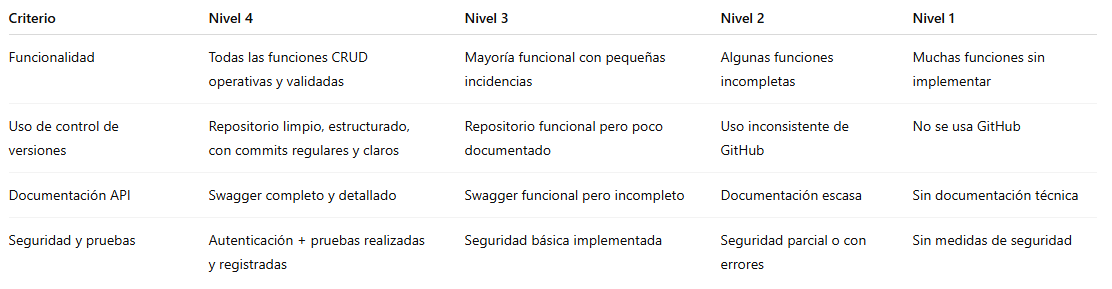 Criterio Nivel 4 Nivel 3 Nivel 2 Nivel 1
Funcionalidad Todas las funciones CRUD Mayoría funcional con pequeñas Algunas funciones Muchas funciones sin
operativas y validadas incidencias incompletas implementar
Uso de control de Repositorio limpio, estructurado, Repositorio funcional pero poco Uso inconsistente de No se usa GitHub
versiones con commits regulares y claros documentado GitHub
Documentación API Swagger completo y detallado Swagger funcional pero incompleto Documentación escasa Sin documentación técnica
Seguridad y pruebas Autenticación + pruebas realizadas Seguridad básica implementada Seguridad parcial o con Sin medidas de seguridad
y registradas errores